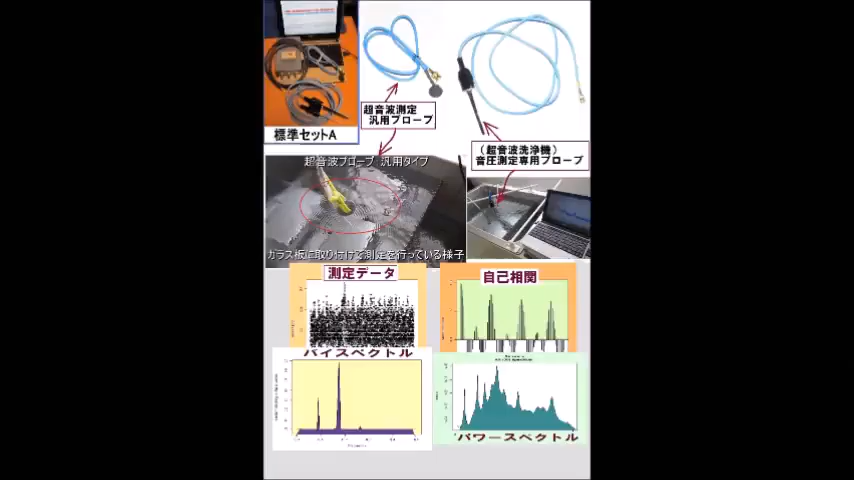 超音波測定
汎用プローブ
標準セットA
（超音波洗浄機）
音圧測定専用プローブ
超音波プローブ 汎用タイプ
ガラス板に取り付けて測定を行っている様子
測定データ
自己相関
バイスペクトル
パワースペクトル